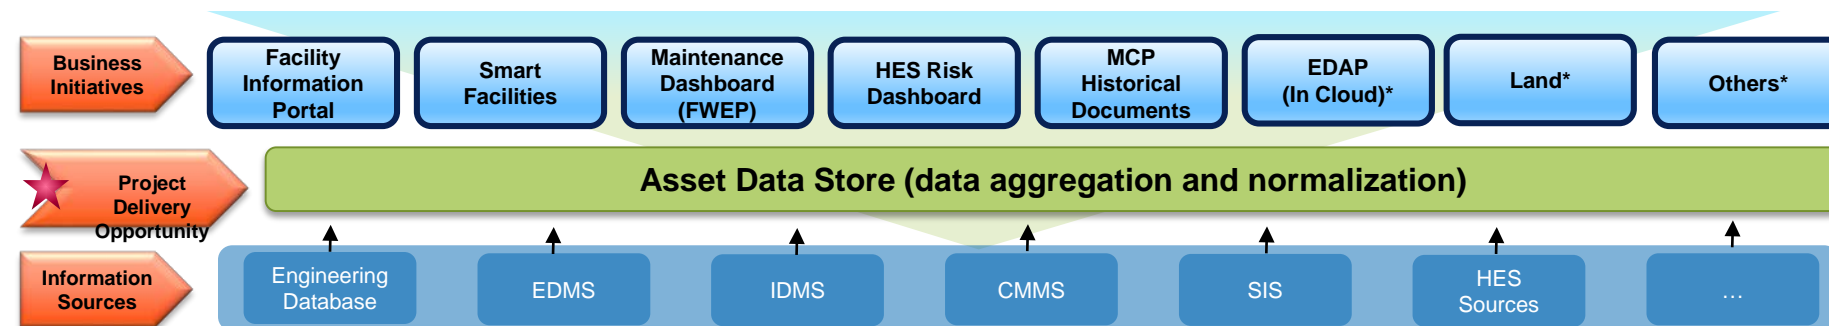 Business
Initiatives
Facility
Information
Portal
Smart
Facilities
Maintenance
Dashboard
(FWEP)
HES Risk
Dashboard
MCP
Historical
Documents
EDAP
(In Cloud)*
Land*
Others*
Project
Delivery
Opportunity
Asset Data Store (data aggregation and normalization)
Information
Sources
Engineering
Database
EDMS
IDMS
CMMS
SIS
HES
Sources
…